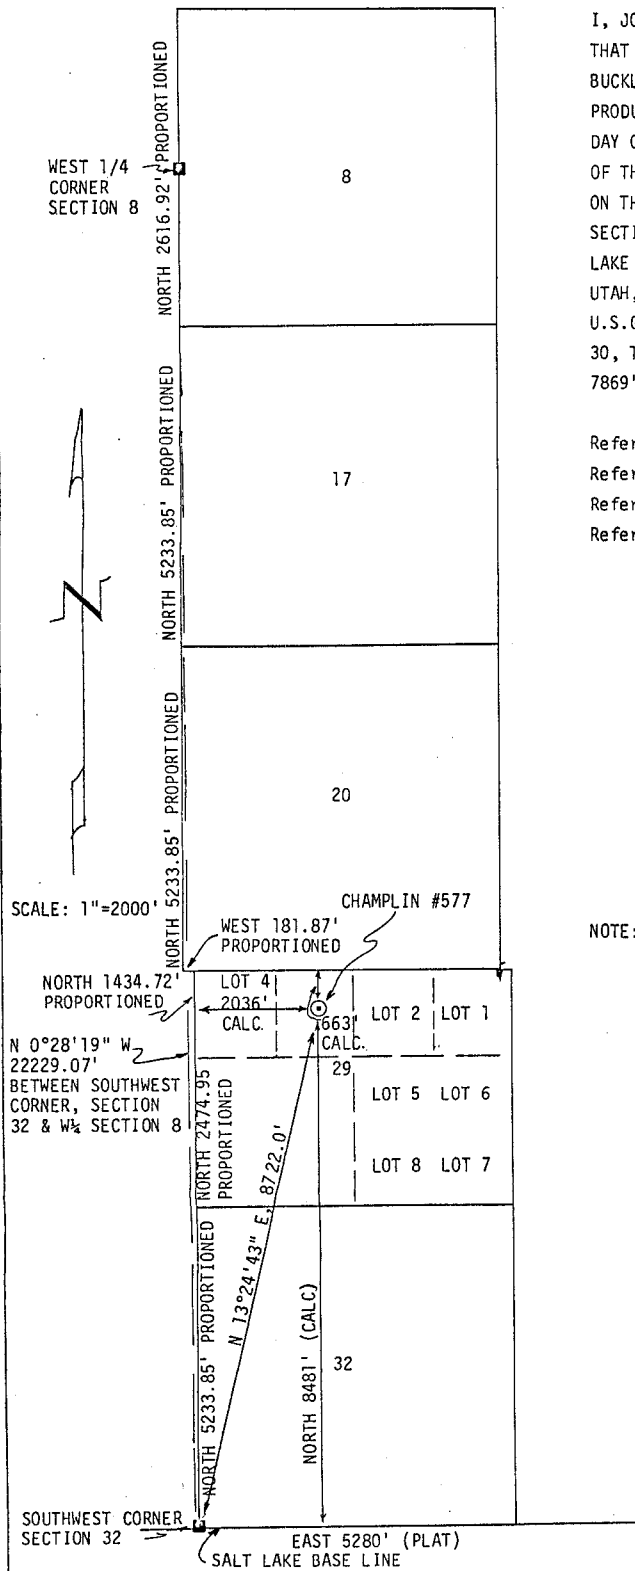 I, JO
THAT
BUCKL
PRODU
DAY O
OF TH
ON TH
SECTI
LAKE
UTAH,
U.S.G
30, T
7869'
Refer
Refer
Refer
Refer
NOTE:
NORTH 2616.92' PROPORTIONED
WEST 1/4
CORNER
SECTION 8
8
NORTH 5233.85' PROPORTIONED
17
NORTH 5233.85' PROPORTIONED
20
SCALE: 1"=2000'
CHAMPLIN #577
WEST 181.87'
PROPORTIONED
NORTH 1434.72'
PROPORTIONED
LOT 4
2036'
CALC.
663'
CALC.
LOT 2 LOT 1
N 0°28'19" W
22229.07'
BETWEEN SOUTHWEST
CORNER, SECTION
32 & W¼ SECTION 8
29
NORTH 2474.95
PROPORTIONED
LOT 5 LOT 6
LOT 8 LOT 7
N 13°24'43" E, 8722.0'
NORTH 5233.85' PROPORTIONED
NORTH 8481' (CALC)
32
SOUTHWEST CORNER
SECTION 32
EAST 5280' (PLAT)
SALT LAKE BASE LINE